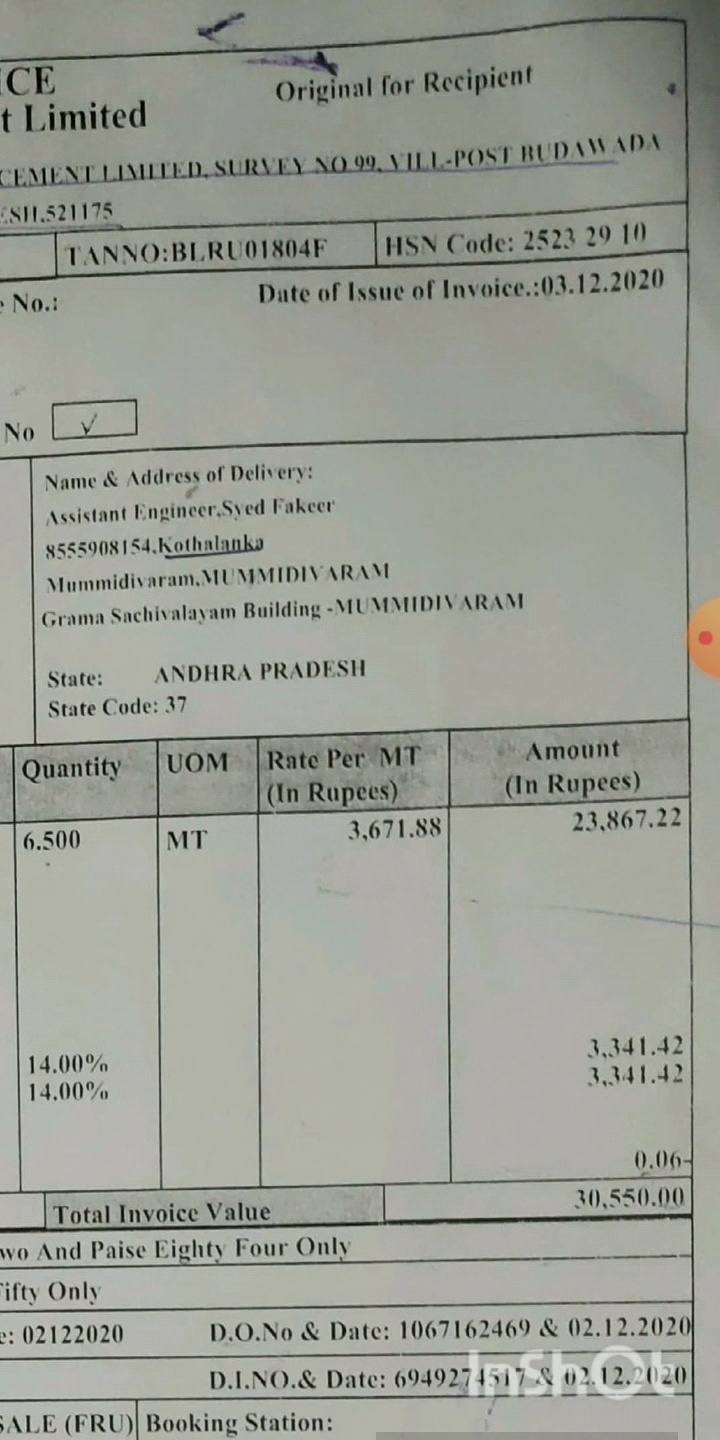 ICE
Original for Recipient
t Limited
CEMENT LIMITED, SURVEY NO 99, VILL-POST BUDAWADA
ESH.521175
TANNO:BLRU01804F
HSN Code: 2523 29 10
No.:
Date of Issue of Invoice.:03.12.2020
No
Name & Address of Delivery:
Assistant Engineer,Syed Fakeer
8555908154,Kothalanka
Mummidivaram,MUMMIDIVARAM
Grama Sachivalayam Building -MUMMIDIVARAM
State: ANDHRA PRADESH
State Code: 37
Quantity UOM Rate Per MT (In Rupees) Amount (In Rupees)
6.500 MT 3,671.88 23,867.22
14.00% 3,341.42
14.00% 3,341.42
0.06-
Total Invoice Value 30,550.00
wo And Paise Eighty Four Only
Fifty Only
e: 02122020 D.O.No & Date: 1067162469 & 02.12.2020
D.I.NO.& Date: 6949274517 & 02.12.2020
InShOt
SALE (FRU) Booking Station: